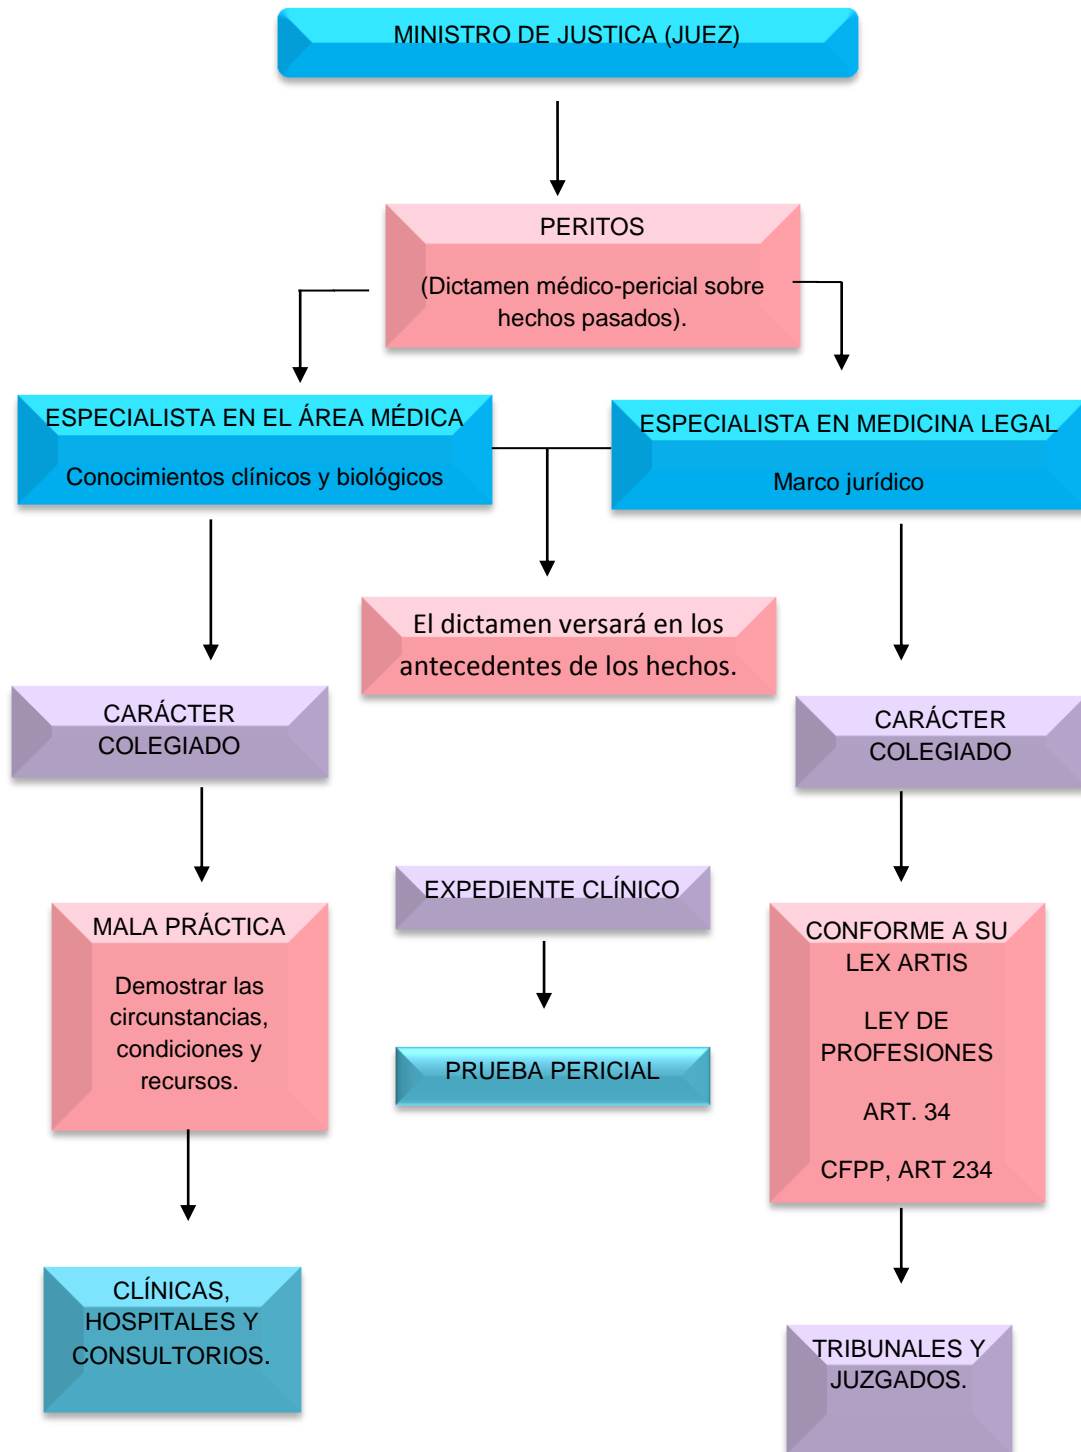 MINISTRO DE JUSTICA (JUEZ)
PERITOS
(Dictamen médico-pericial sobre
hechos pasados).
ESPECIALISTA EN EL ÁREA MÉDICA
Conocimientos clínicos y biológicos
ESPECIALISTA EN MEDICINA LEGAL
Marco jurídico
El dictamen versará en los
antecedentes de los hechos.
CARÁCTER
COLEGIADO
CARÁCTER
COLEGIADO
MALA PRÁCTICA
Demostrar las
circunstancias,
condiciones y
recursos.
EXPEDIENTE CLÍNICO
PRUEBA PERICIAL
CONFORME A SU
LEX ARTIS
LEY DE
PROFESIONES
ART. 34
CFPP, ART 234
CLÍNICAS,
HOSPITALES Y
CONSULTORIOS.
TRIBUNALES Y
JUZGADOS.